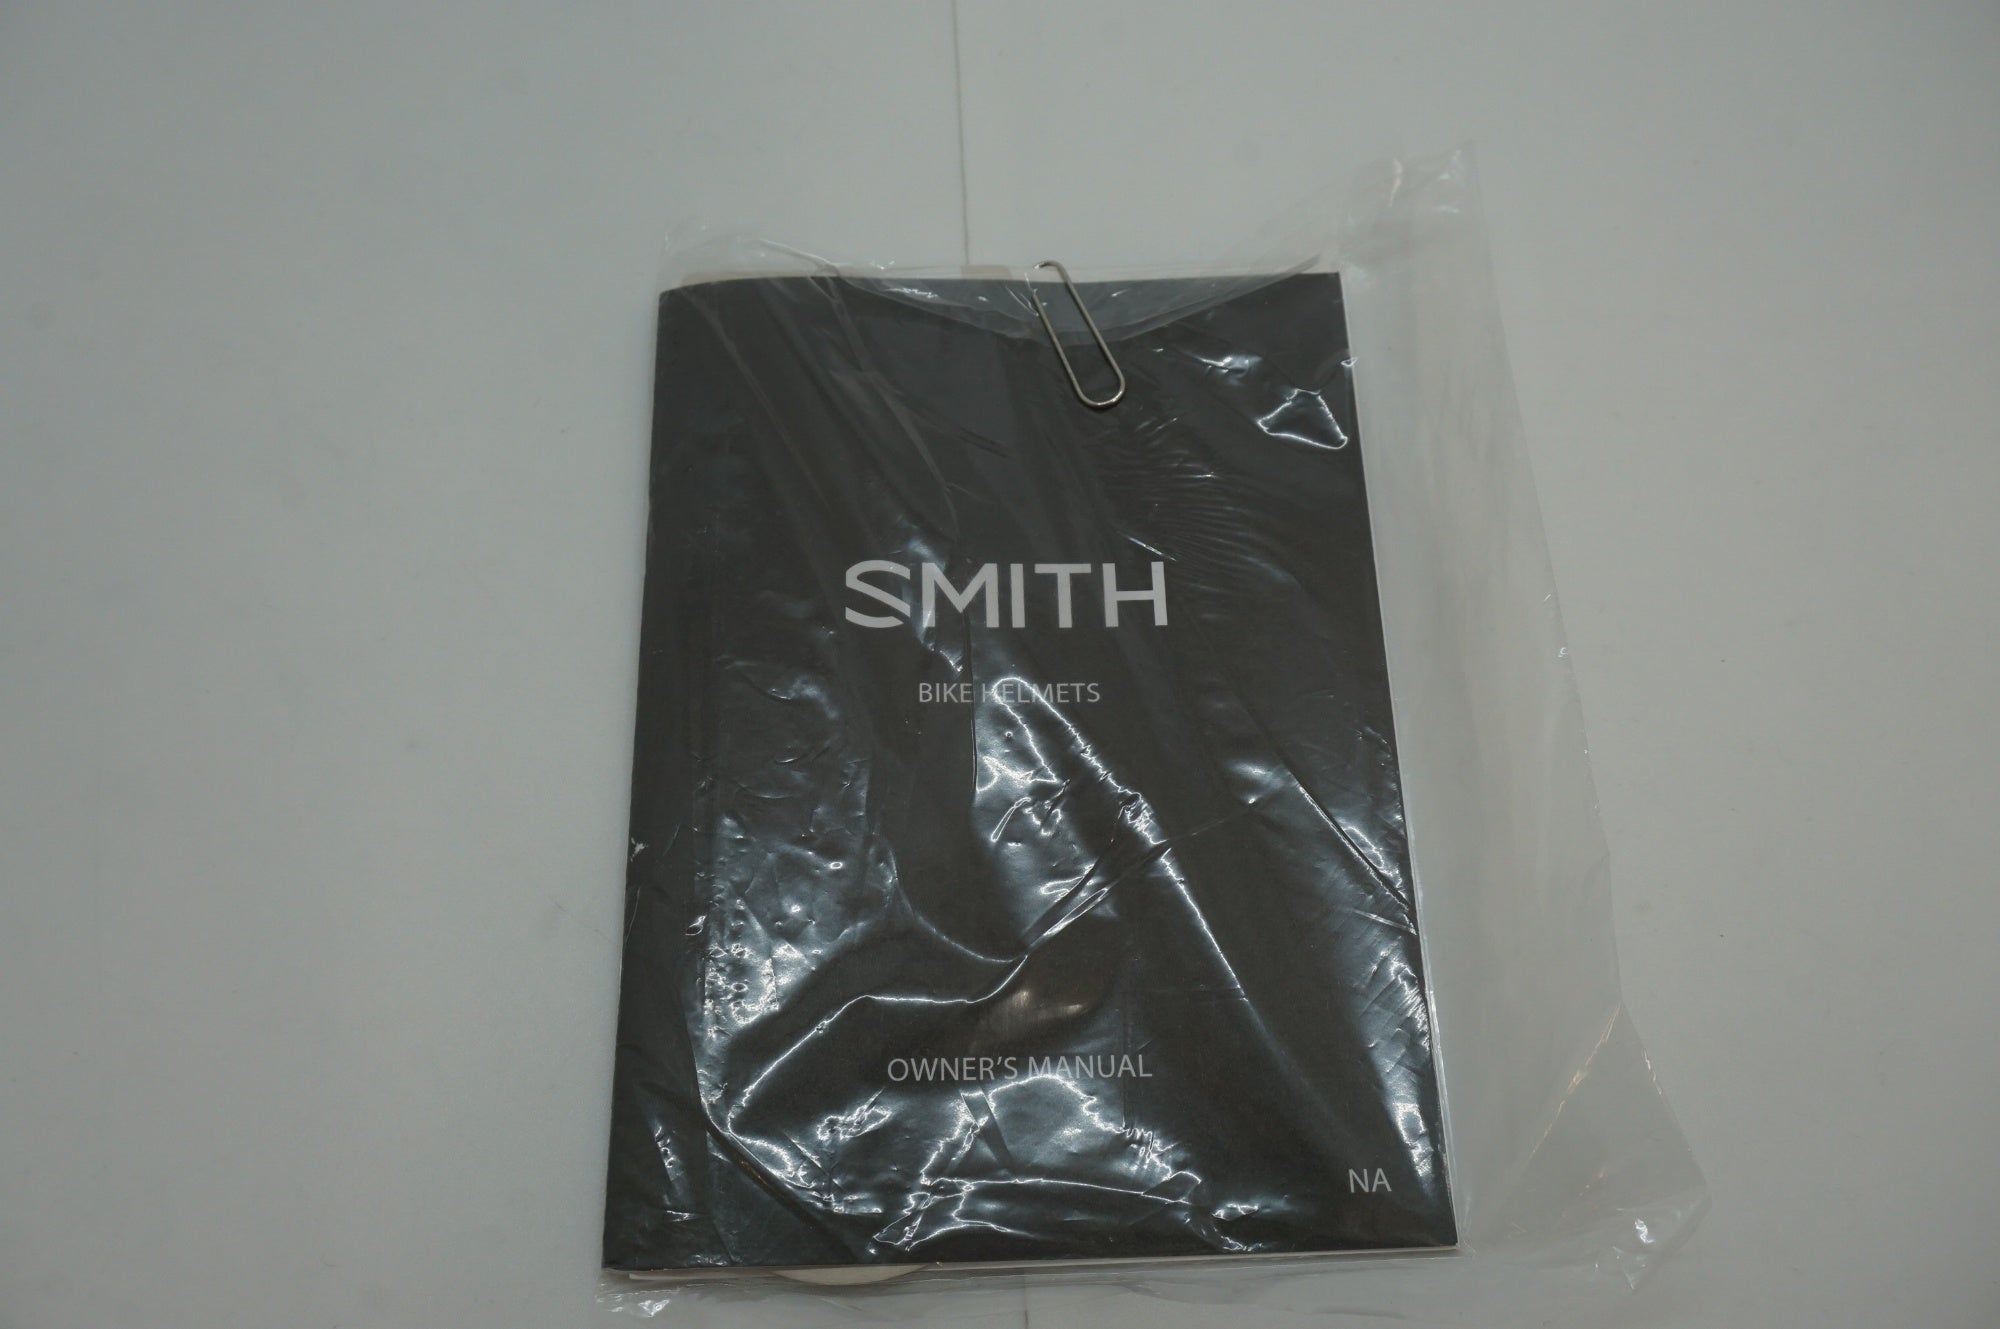 SMITH
BIKE HELMETS
OWNER'S MANUAL
NA